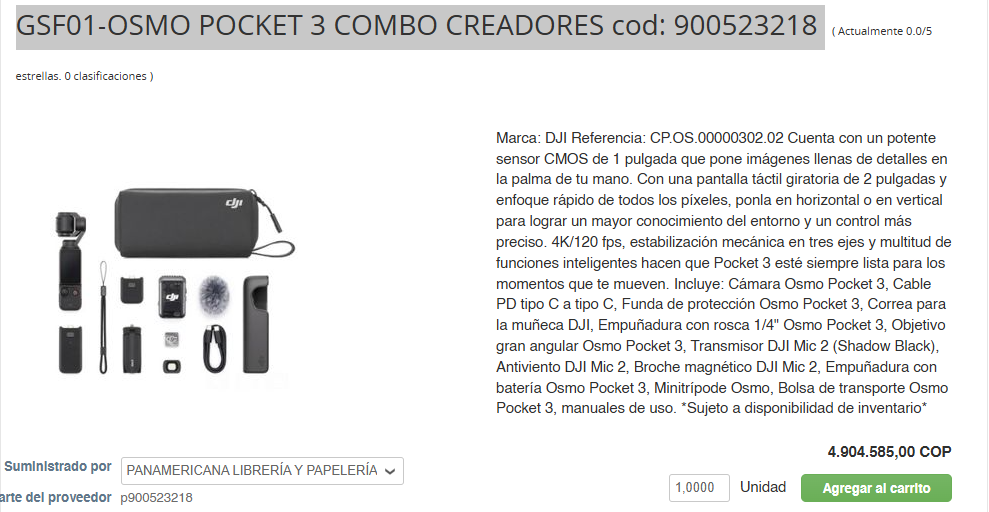 GSF01-OSMO POCKET 3 COMBO CREADORES cod: 900523218 ( Actualmente 0.0/5
estrellas. 0 clasificaciones )
Marca: DJI Referencia: CP.OS.00000302.02 Cuenta con un potente
sensor CMOS de 1 pulgada que pone imágenes llenas de detalles en
la palma de tu mano. Con una pantalla táctil giratoria de 2 pulgadas y
enfoque rápido de todos los píxeles, ponla en horizontal o en vertical
para lograr un mayor conocimiento del entorno y un control más
preciso. 4K/120 fps, estabilización mecánica en tres ejes y multitud de
funciones inteligentes hacen que Pocket 3 esté siempre lista para los
momentos que te mueven. Incluye: Cámara Osmo Pocket 3, Cable
PD tipo C a tipo C, Funda de protección Osmo Pocket 3, Correa para
la muñeca DJI, Empuñadura con rosca 1/4" Osmo Pocket 3, Objetivo
gran angular Osmo Pocket 3, Transmisor DJI Mic 2 (Shadow Black),
Antiviento DJI Mic 2, Broche magnético DJI Mic 2, Empuñadura con
batería Osmo Pocket 3, Minitrípode Osmo, Bolsa de transporte Osmo
Pocket 3, manuales de uso. *Sujeto a disponibilidad de inventario*
dji
dji
4.904.585,00 COP
Suministrado por PANAMERICANA LIBRERÍA Y PAPELERÍA
1,0000 Unidad Agregar al carrito
arte del proveedor p900523218